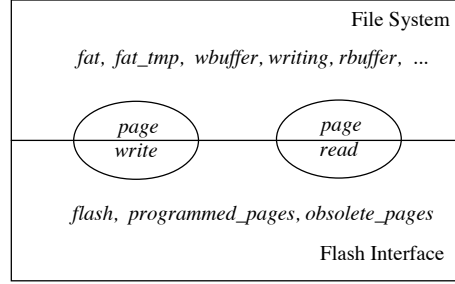 File System
fat, fat_tmp, wbuffer, writing, rbuffer, ...
page
write
page
read
flash, programmed_pages, obsolete_pages
Flash Interface